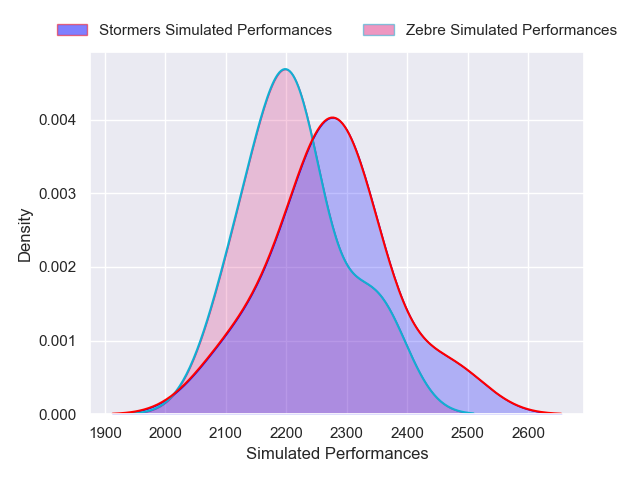 Stormers Simulated Performances Zebre Simulated Performances
0.004
0.003
0.002
0.001
0.000
Density
1900 2000 2100 2200 2300 2400 2500 2600
Simulated Performances